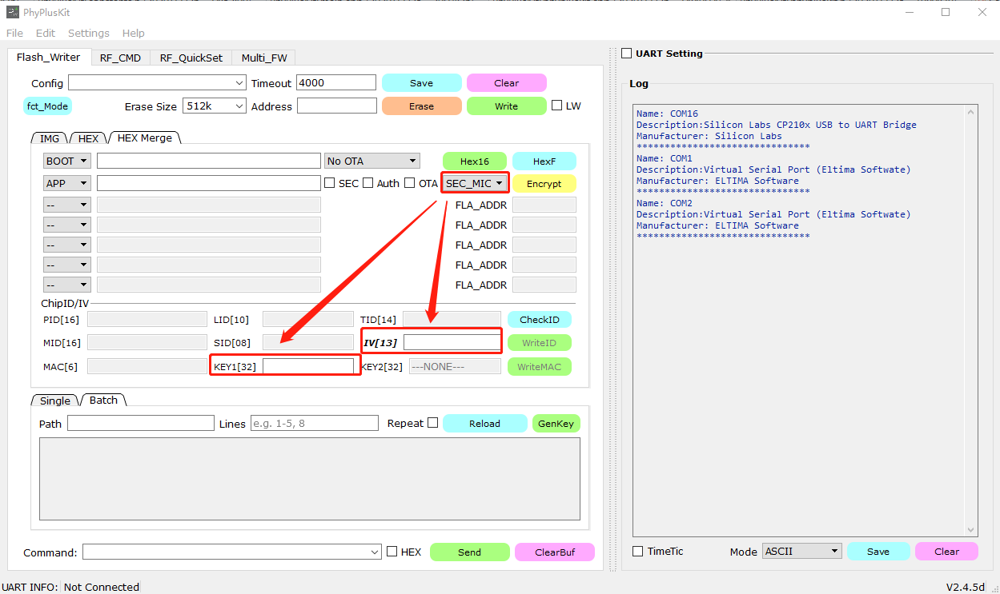 PhyPlusKit
File Edit Settings Help
Flash_Writer RF_CMD RF_QuickSet Multi_FW
Config Timeout 4000 Save Clear
fct_Mode Erase Size 512k Address Erase Write LW
IMG HEX HEX Merge
BOOT No OTA Hex16 HexF
APP SEC Auth OTA SEC_MIC Encrypt
-- FLA_ADDR
-- FLA_ADDR
-- FLA_ADDR
-- FLA_ADDR
-- FLA_ADDR
ChipID/IV
PID[16] LID[10] TID[14] CheckID
MID[16] SID[08] IV[13] WriteID
MAC[6] KEY1[32] KEY2[32] ---NONE--- WriteMAC
Single Batch
Path Lines e.g. 1-5, 8 Repeat Reload GenKey
Command: HEX Send ClearBuf
UART Setting
Log
Name: COM16
Description:Silicon Labs CP210x USB to UART Bridge
Manufacturer: Silicon Labs
*******************************
Name: COM1
Description:Virtual Serial Port (Eltima Softwate)
Manufacturer: ELTIMA Software
*******************************
Name: COM2
Description:Virtual Serial Port (Eltima Softwate)
Manufacturer: ELTIMA Software
*******************************
TimeTic Mode ASCII Save Clear
UART INFO: Not Connected V2.4.5d